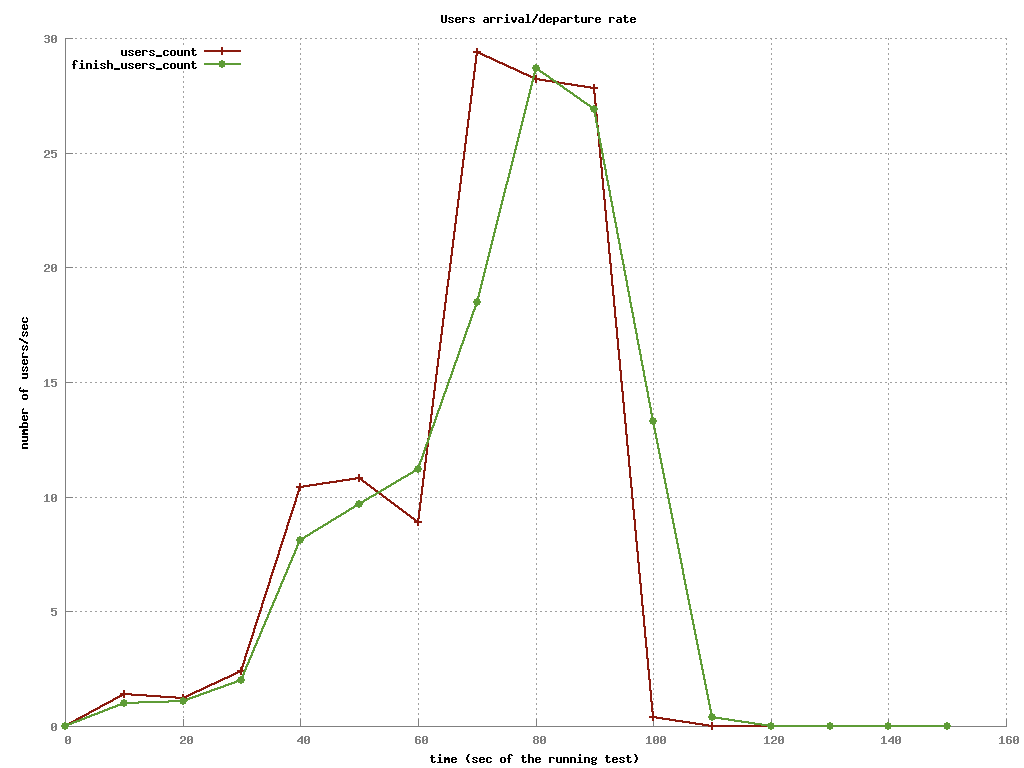 Users arrival/departure rate
users_count
finish_users_count
30
25
20
15
10
5
0
number of users/sec
0 20 40 60 80 100 120 140 160
time (sec of the running test)